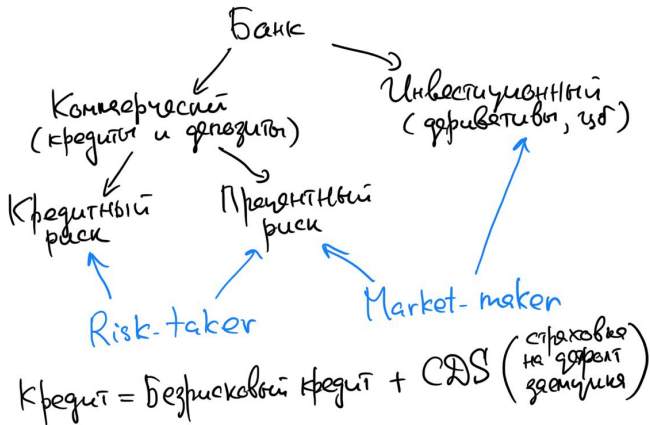 Банк
Коммерческий
(кредиты и депозиты)
Инвестиционный
(деривативы, цб)
Кредитный
риск
Процентный
риск
Risk-taker
Market-maker
Кредит = Безрисковый кредит + CDS (страховка
на дефолт
заемщика)